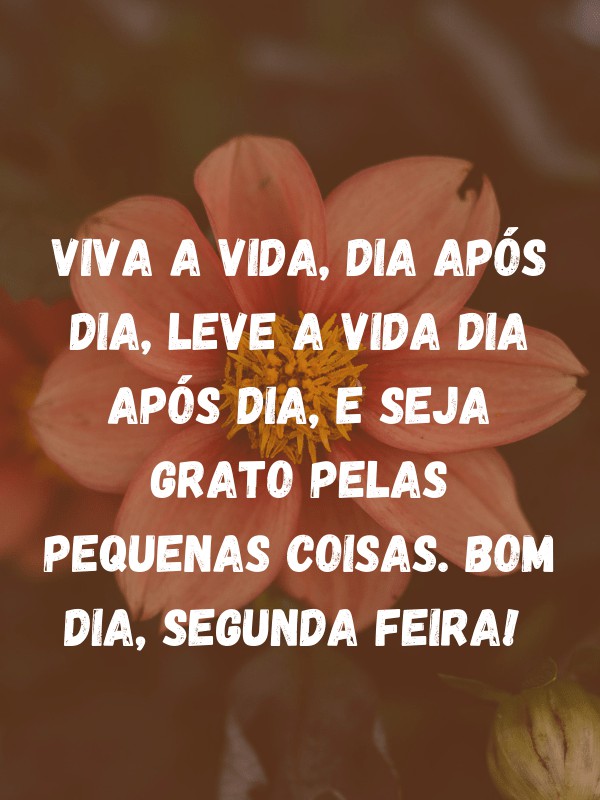 VIVA A VIDA, DIA APÓS
DIA, LEVE A VIDA DIA
APÓS DIA, E SEJA
GRATO PELAS
PEQUENAS COISAS. BOM
DIA, SEGUNDA FEIRA!